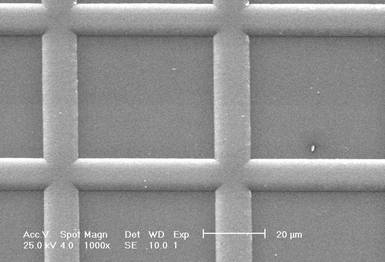 Acc.V Spot Magn Det WD Exp 20 µm
25.0 kV 4.0 1000x SE 10.0 1